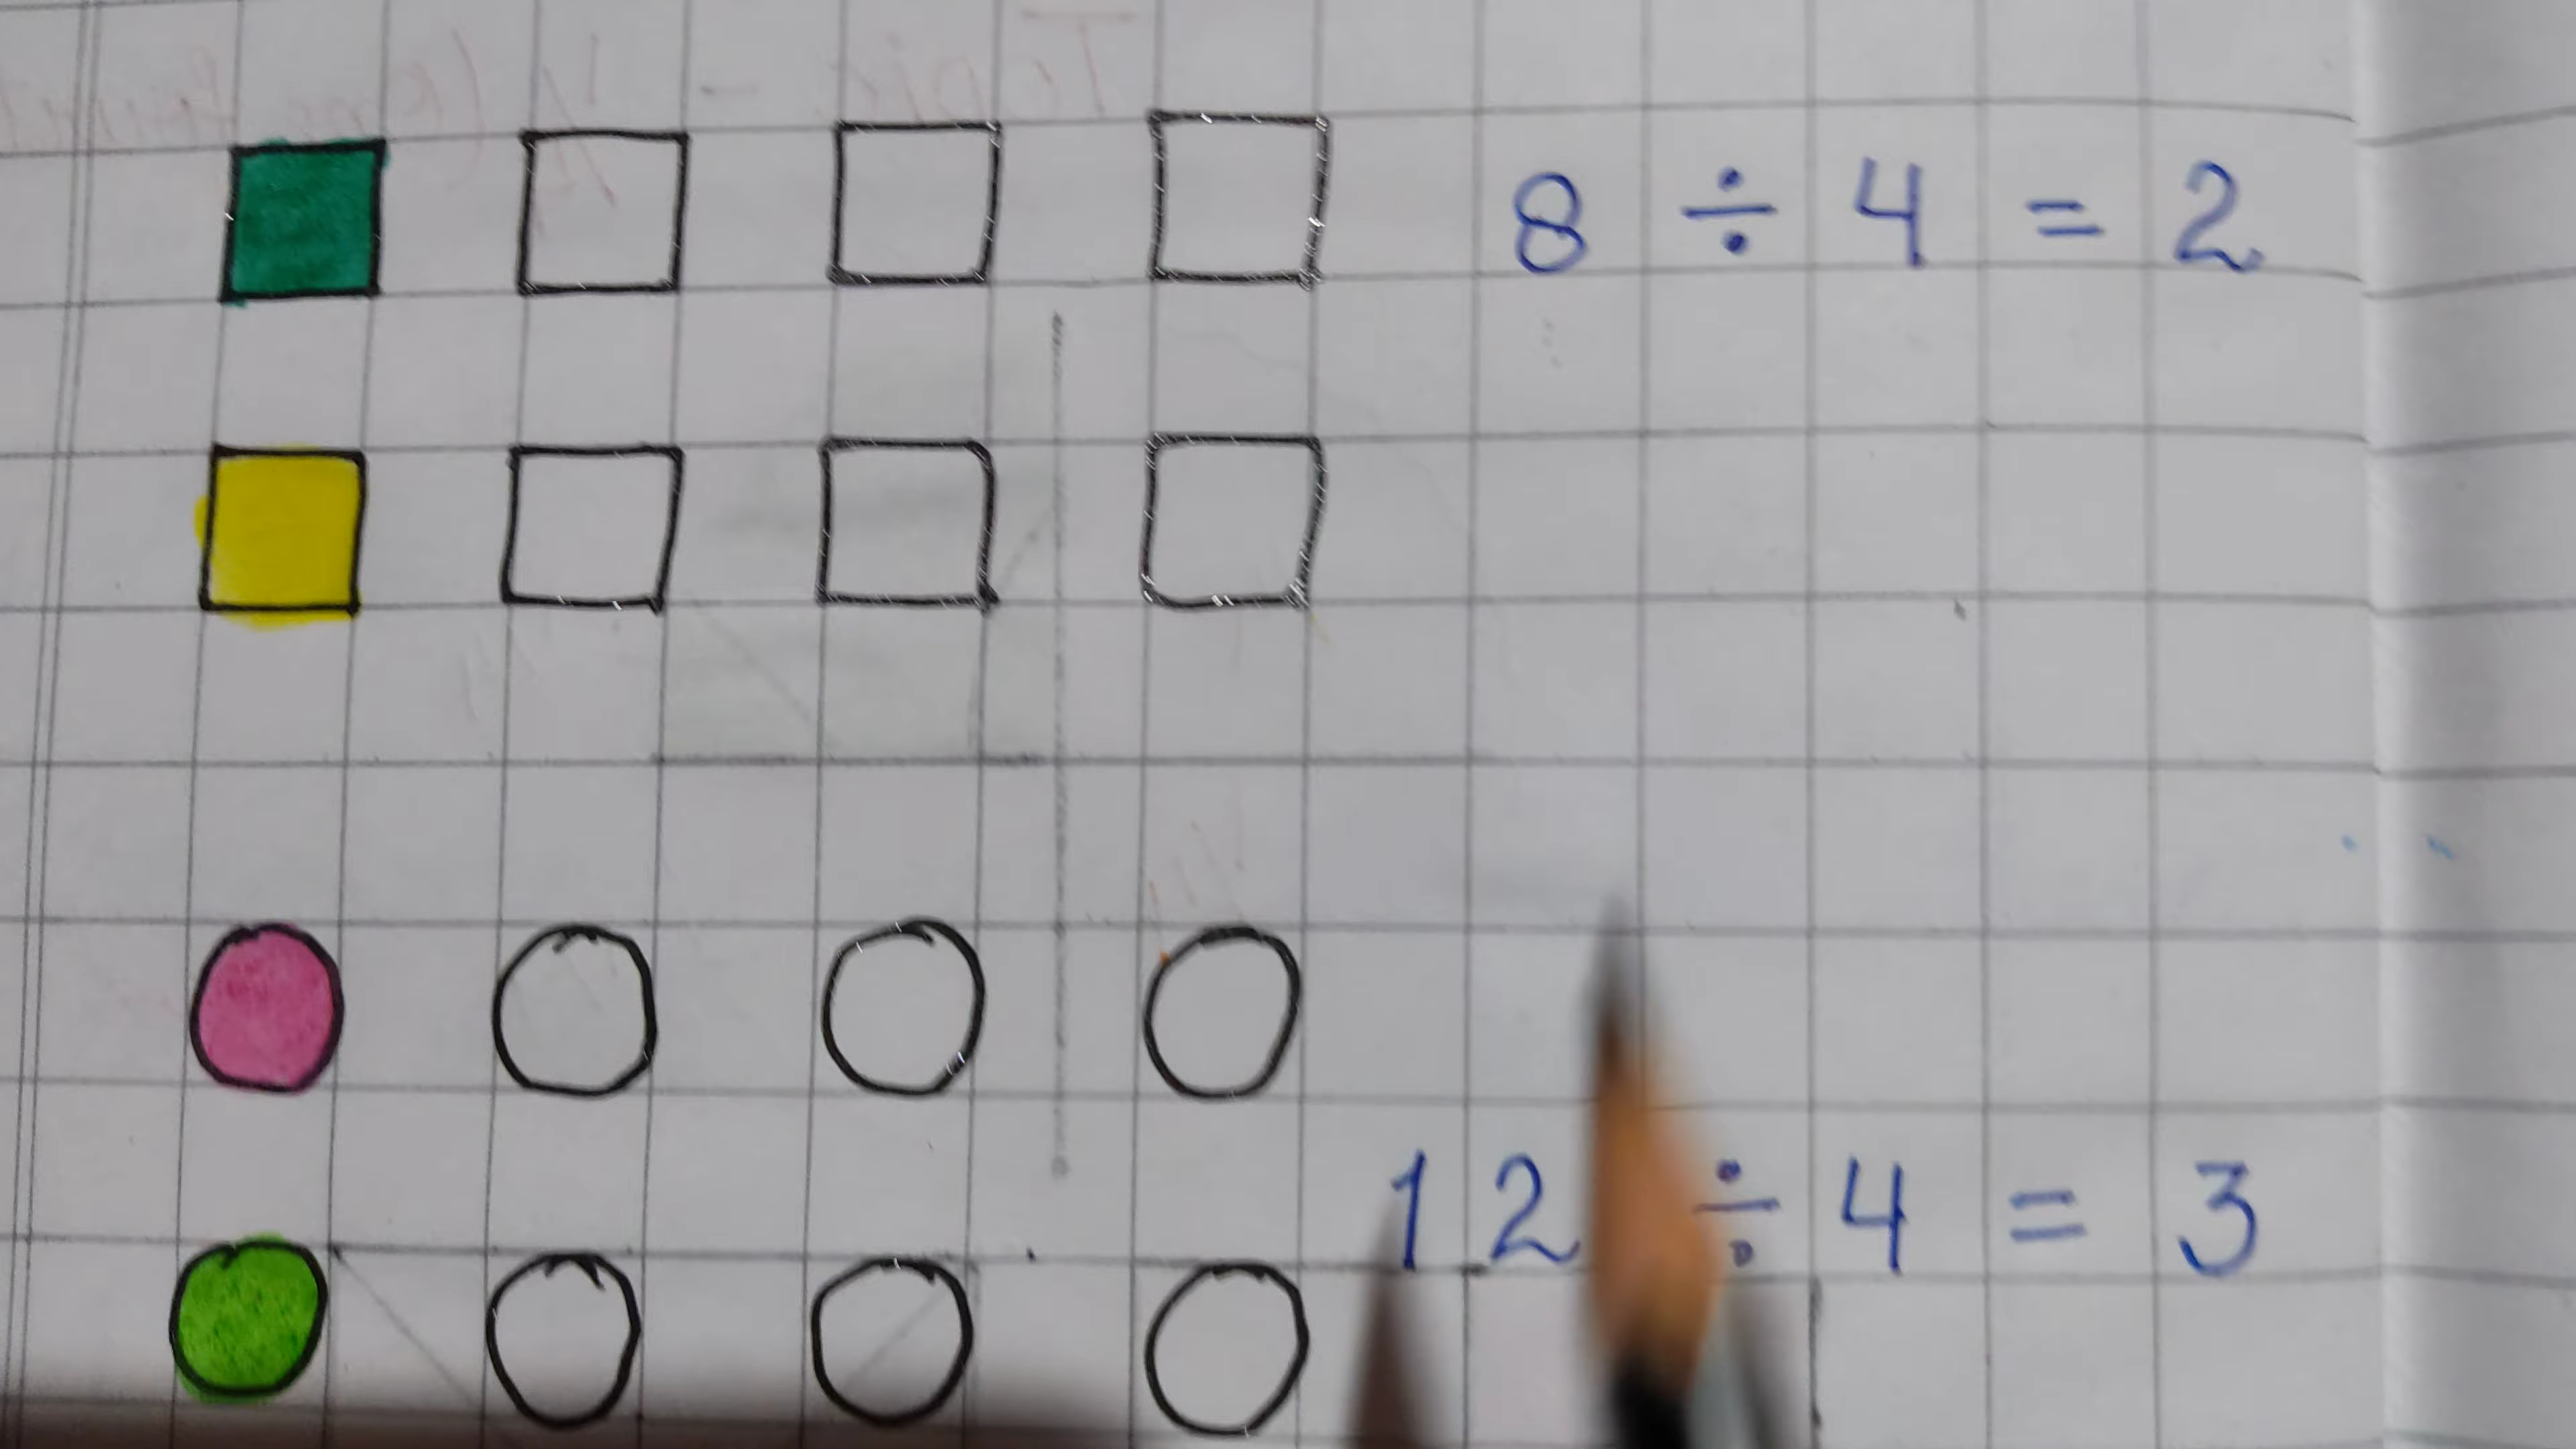 8 ÷ 4 = 2
12 ÷ 4 = 3